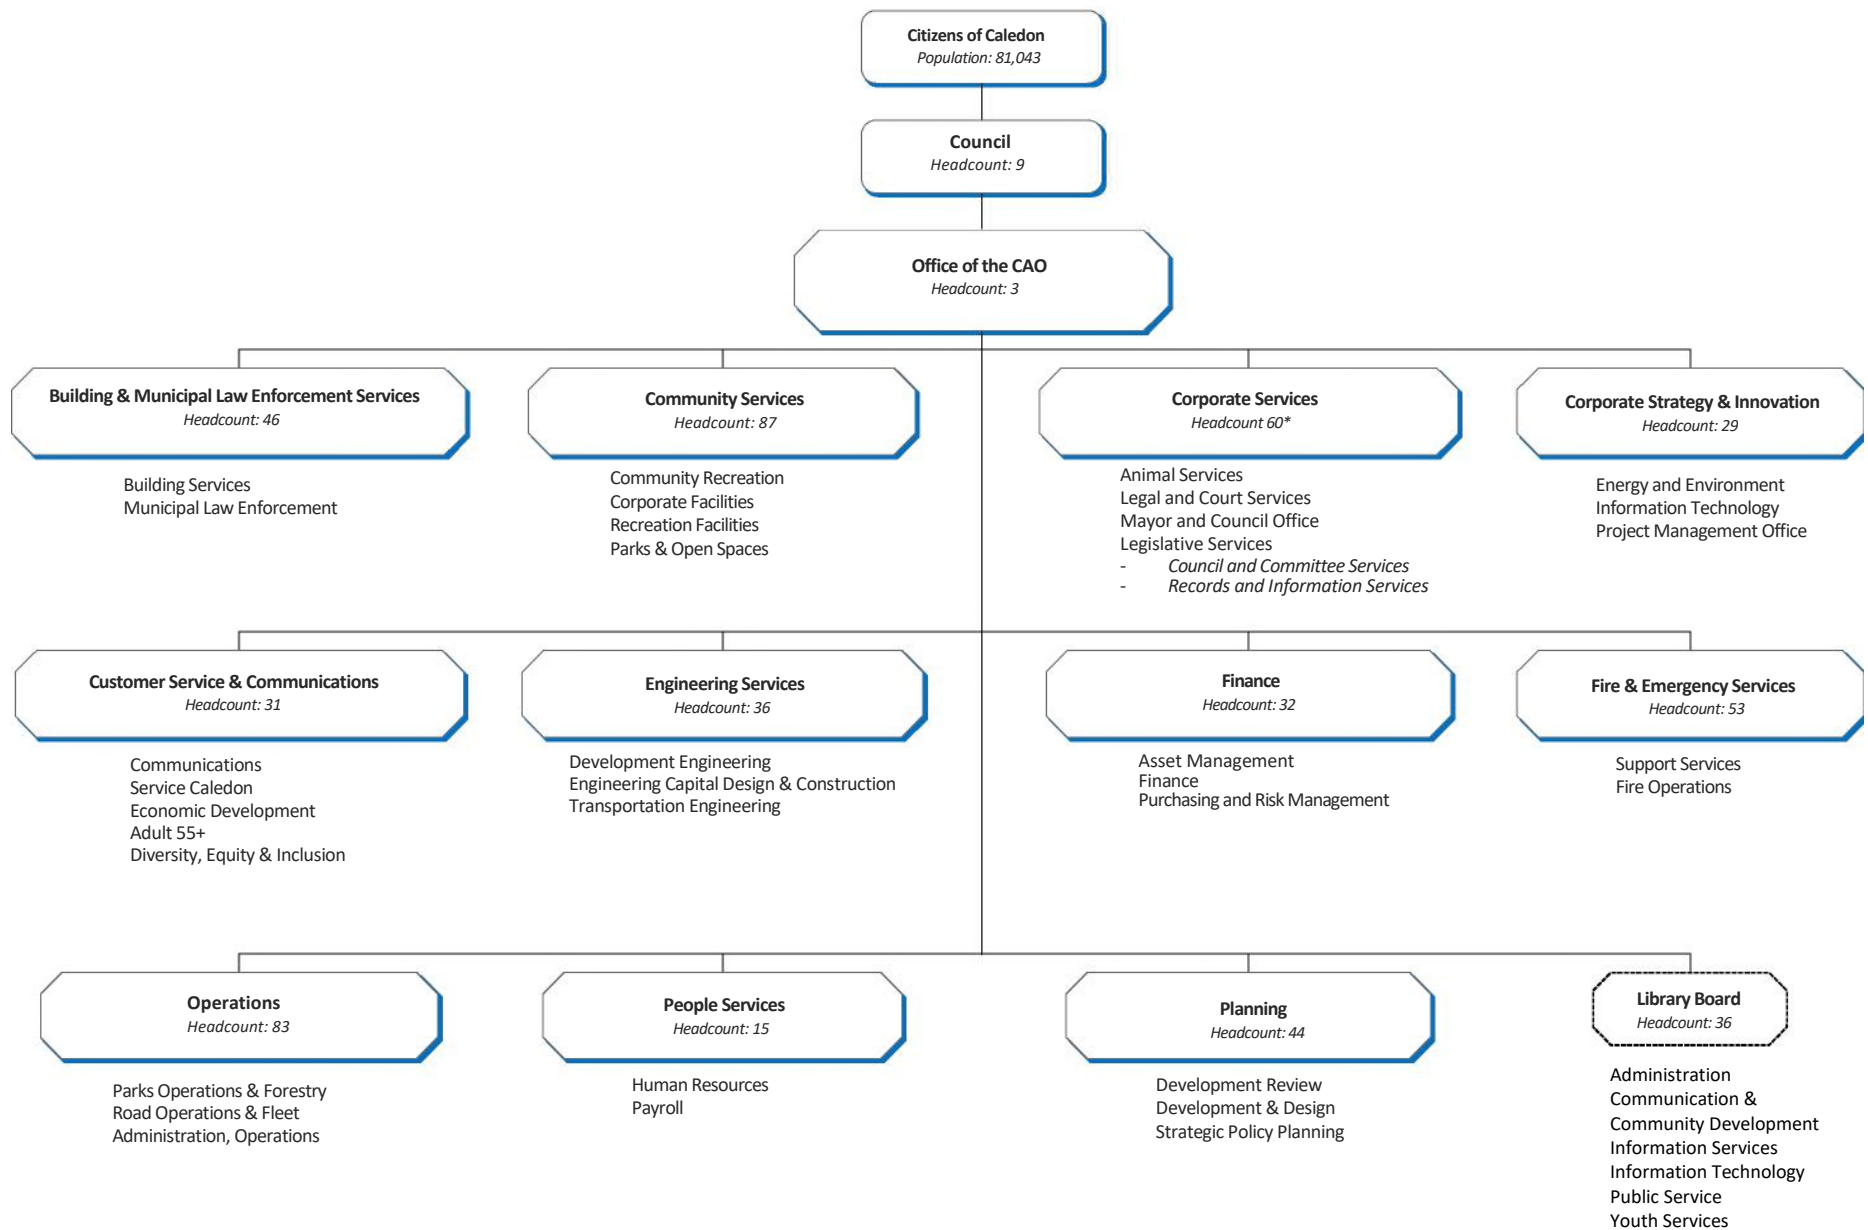 Citizens of Caledon
Population: 81,043
Council
Headcount: 9
Office of the CAO
Headcount: 3
Building & Municipal Law Enforcement Services
Headcount: 46
Building Services
Municipal Law Enforcement
Community Services
Headcount: 87
Community Recreation
Corporate Facilities
Recreation Facilities
Parks & Open Spaces
Corporate Services
Headcount 60*
Animal Services
Legal and Court Services
Mayor and Council Office
Legislative Services
- Council and Committee Services
- Records and Information Services
Corporate Strategy & Innovation
Headcount: 29
Energy and Environment
Information Technology
Project Management Office
Customer Service & Communications
Headcount: 31
Communications
Service Caledon
Economic Development
Adult 55+
Diversity, Equity & Inclusion
Engineering Services
Headcount: 36
Development Engineering
Engineering Capital Design & Construction
Transportation Engineering
Finance
Headcount: 32
Asset Management
Finance
Purchasing and Risk Management
Fire & Emergency Services
Headcount: 53
Support Services
Fire Operations
Operations
Headcount: 83
Parks Operations & Forestry
Road Operations & Fleet
Administration, Operations
People Services
Headcount: 15
Human Resources
Payroll
Planning
Headcount: 44
Development Review
Development & Design
Strategic Policy Planning
Library Board
Headcount: 36
Administration
Communication &
Community Development
Information Services
Information Technology
Public Service
Youth Services